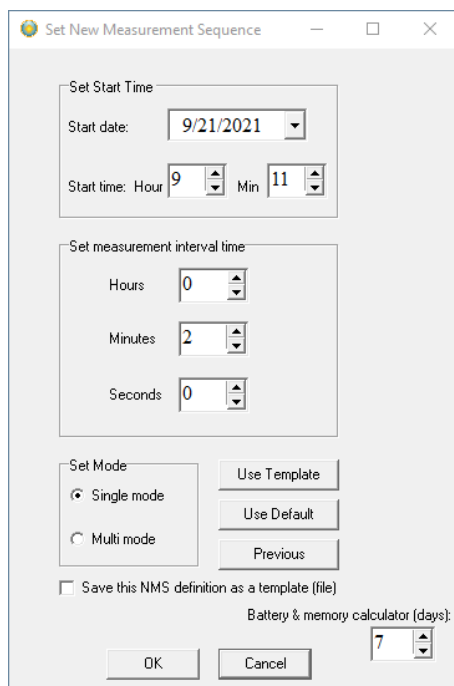 Set New Measurement Sequence
Set Start Time
Start date: 9/21/2021
Start time: Hour 9 Min 11
Set measurement interval time
Hours 0
Minutes 2
Seconds 0
Set Mode
Single mode
Multi mode
Use Template
Use Default
Previous
Save this NMS definition as a template (file)
Battery & memory calculator (days):
7
OK Cancel